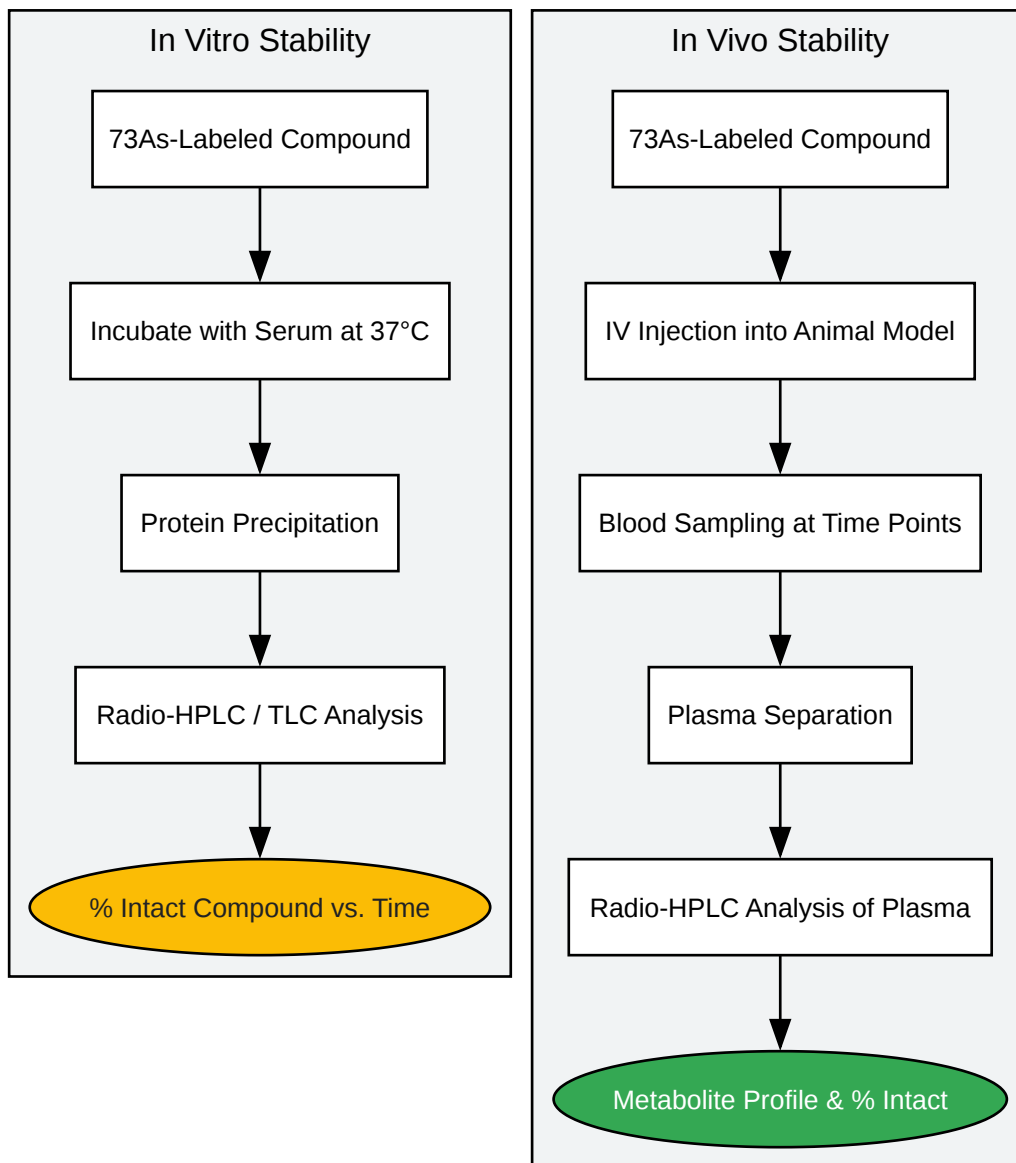 In Vitro Stability
73As-Labeled Compound
Incubate with Serum at 37°C
Protein Precipitation
Radio-HPLC / TLC Analysis
% Intact Compound vs. Time
In Vivo Stability
73As-Labeled Compound
IV Injection into Animal Model
Blood Sampling at Time Points
Plasma Separation
Radio-HPLC Analysis of Plasma
Metabolite Profile & % Intact